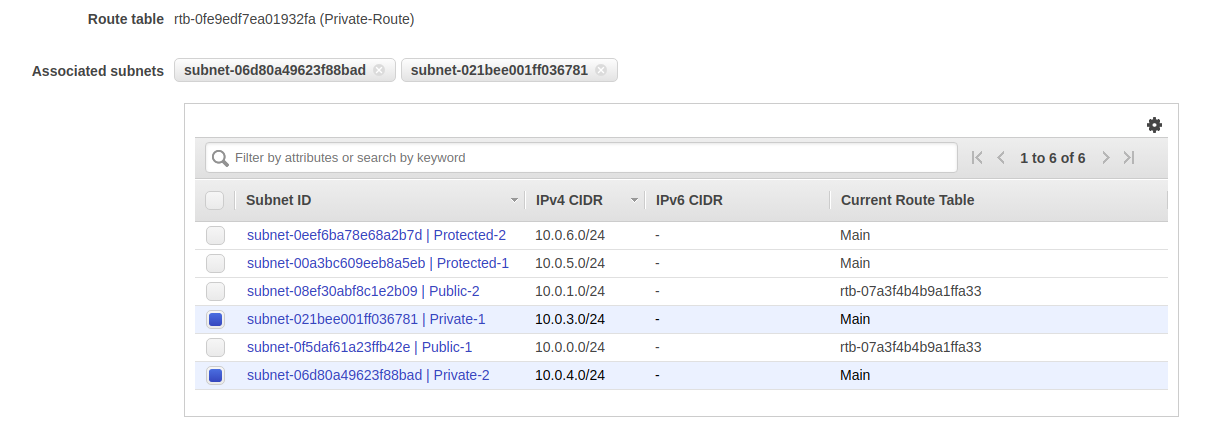 Route table rtb-0fe9edf7ea01932fa (Private-Route)
Associated subnets subnet-06d80a49623f88bad subnet-021bee001ff036781
Filter by attributes or search by keyword 1 to 6 of 6
Subnet ID IPv4 CIDR IPv6 CIDR Current Route Table
subnet-0eef6ba78e68a2b7d | Protected-2 10.0.6.0/24 - Main
subnet-00a3bc609eeb8a5eb | Protected-1 10.0.5.0/24 - Main
subnet-08ef30abf8c1e2b09 | Public-2 10.0.1.0/24 - rtb-07a3f4b4b9a1ffa33
subnet-021bee001ff036781 | Private-1 10.0.3.0/24 - Main
subnet-0f5daf61a23ffb42e | Public-1 10.0.0.0/24 - rtb-07a3f4b4b9a1ffa33
subnet-06d80a49623f88bad | Private-2 10.0.4.0/24 - Main